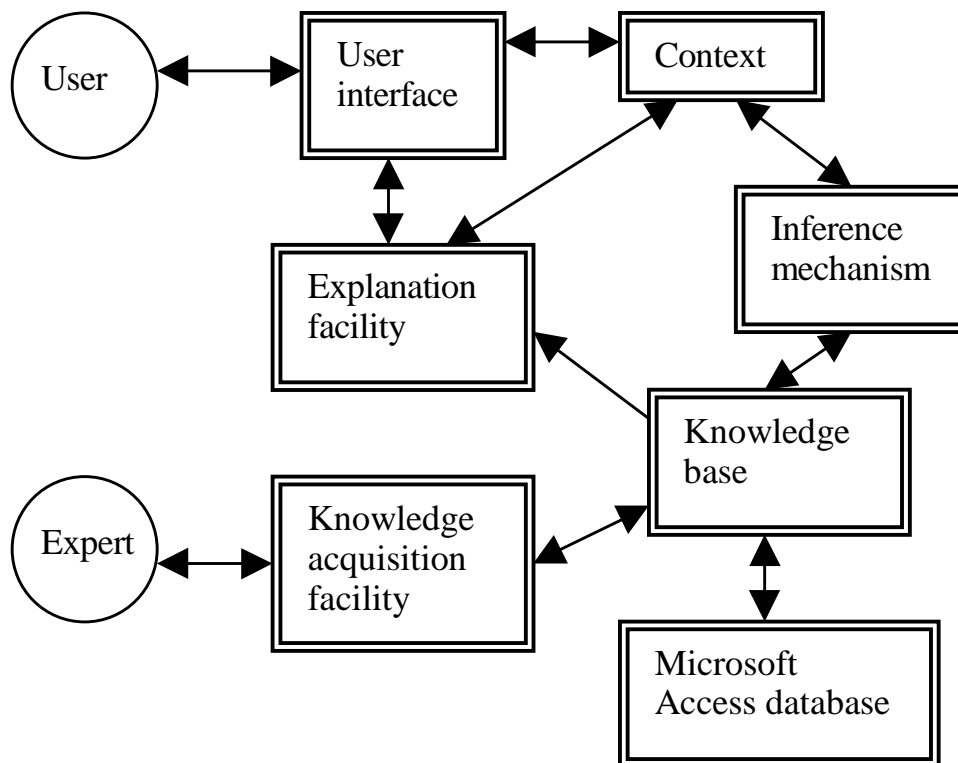 User
User
interface
Context
Inference
mechanism
Explanation
facility
Knowledge
base
Expert
Knowledge
acquisition
facility
Microsoft
Access database